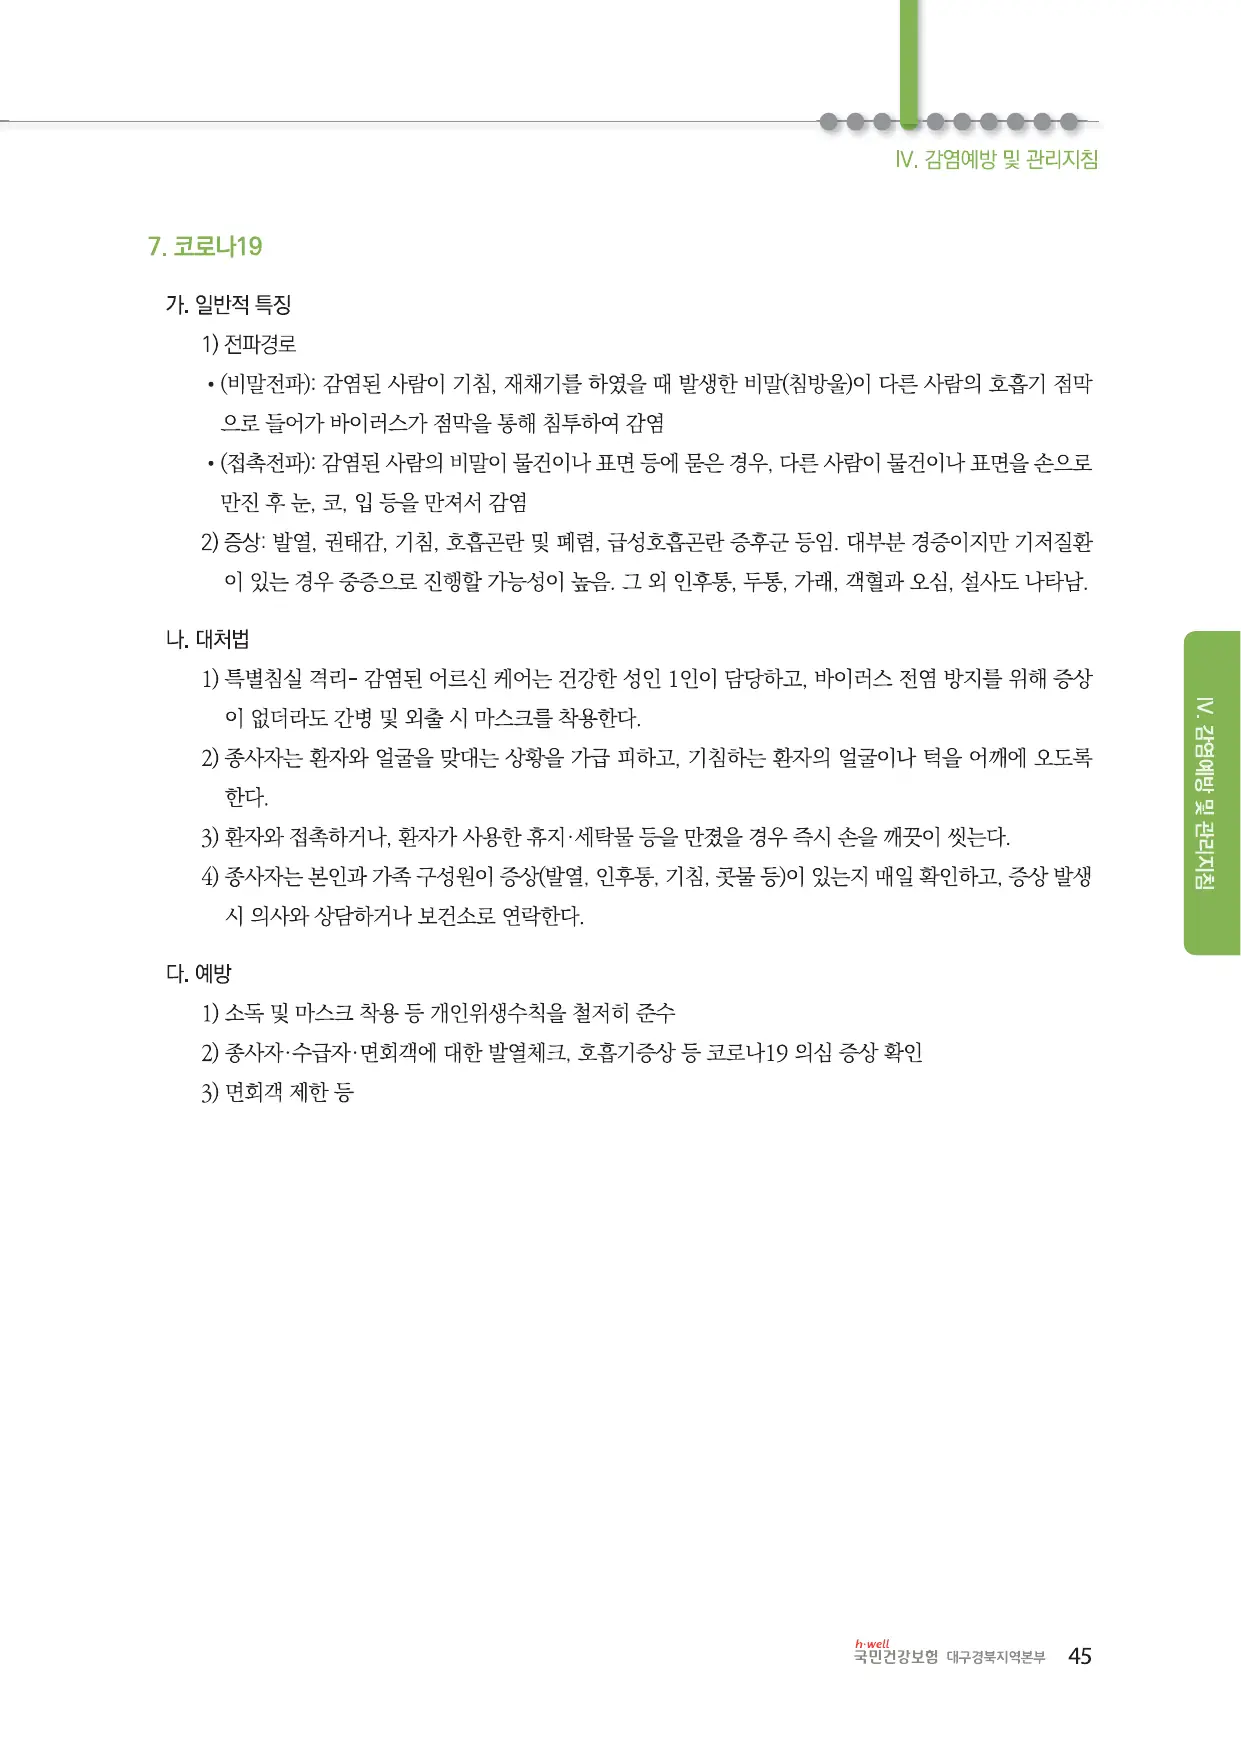 Ⅳ. 감염예방 및 관리지침
7. 코로나19
가. 일반적 특징
1) 전파경로
• (비말전파): 감염된 사람이 기침, 재채기를 하였을 때 발생한 비말(침방울)이 다른 사람의 호흡기 점막
으로 들어가 바이러스가 점막을 통해 침투하여 감염
• (접촉전파): 감염된 사람의 비말이 물건이나 표면 등에 묻은 경우, 다른 사람이 물건이나 표면을 손으로
만진 후 눈, 코, 입 등을 만져서 감염
2) 증상: 발열, 권태감, 기침, 호흡곤란 및 폐렴, 급성호흡곤란 증후군 등임. 대부분 경증이지만 기저질환
이 있는 경우 중증으로 진행할 가능성이 높음. 그 외 인후통, 두통, 가래, 객혈과 오심, 설사도 나타남.
나. 대처법
1) 특별침실 격리- 감염된 어르신 케어는 건강한 성인 1인이 담당하고, 바이러스 전염 방지를 위해 증상
이 없더라도 간병 및 외출 시 마스크를 착용한다.
2) 종사자는 환자와 얼굴을 맞대는 상황을 가급 피하고, 기침하는 환자의 얼굴이나 턱을 어깨에 오도록
한다.
3) 환자와 접촉하거나, 환자가 사용한 휴지·세탁물 등을 만졌을 경우 즉시 손을 깨끗이 씻는다.
4) 종사자는 본인과 가족 구성원이 증상(발열, 인후통, 기침, 콧물 등)이 있는지 매일 확인하고, 증상 발생
시 의사와 상담하거나 보건소로 연락한다.
다. 예방
1) 소독 및 마스크 착용 등 개인위생수칙을 철저히 준수
2) 종사자·수급자·면회객에 대한 발열체크, 호흡기증상 등 코로나19 의심 증상 확인
3) 면회객 제한 등
Ⅳ. 감염예방 및 관리지침
h·well
국민건강보험 대구경북지역본부 45